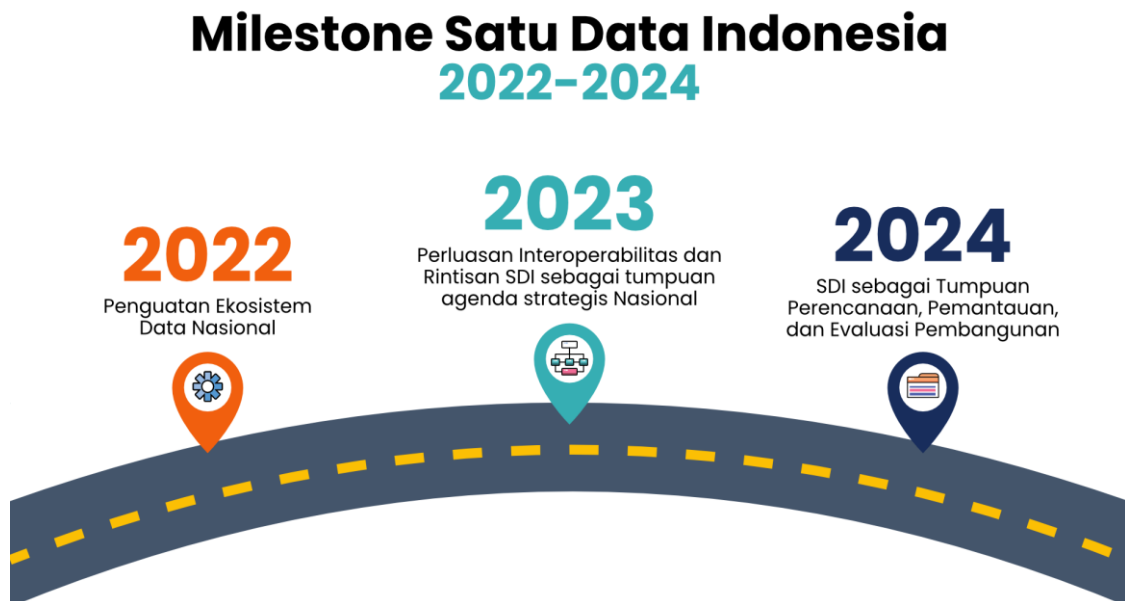 Milestone Satu Data Indonesia
2022-2024
2022
Penguatan Ekosistem
Data Nasional
2023
Perluasan Interoperabilitas dan
Rintisan SDI sebagai tumpuan
agenda strategis Nasional
2024
SDI sebagai Tumpuan
Perencanaan, Pemantauan,
dan Evaluasi Pembangunan